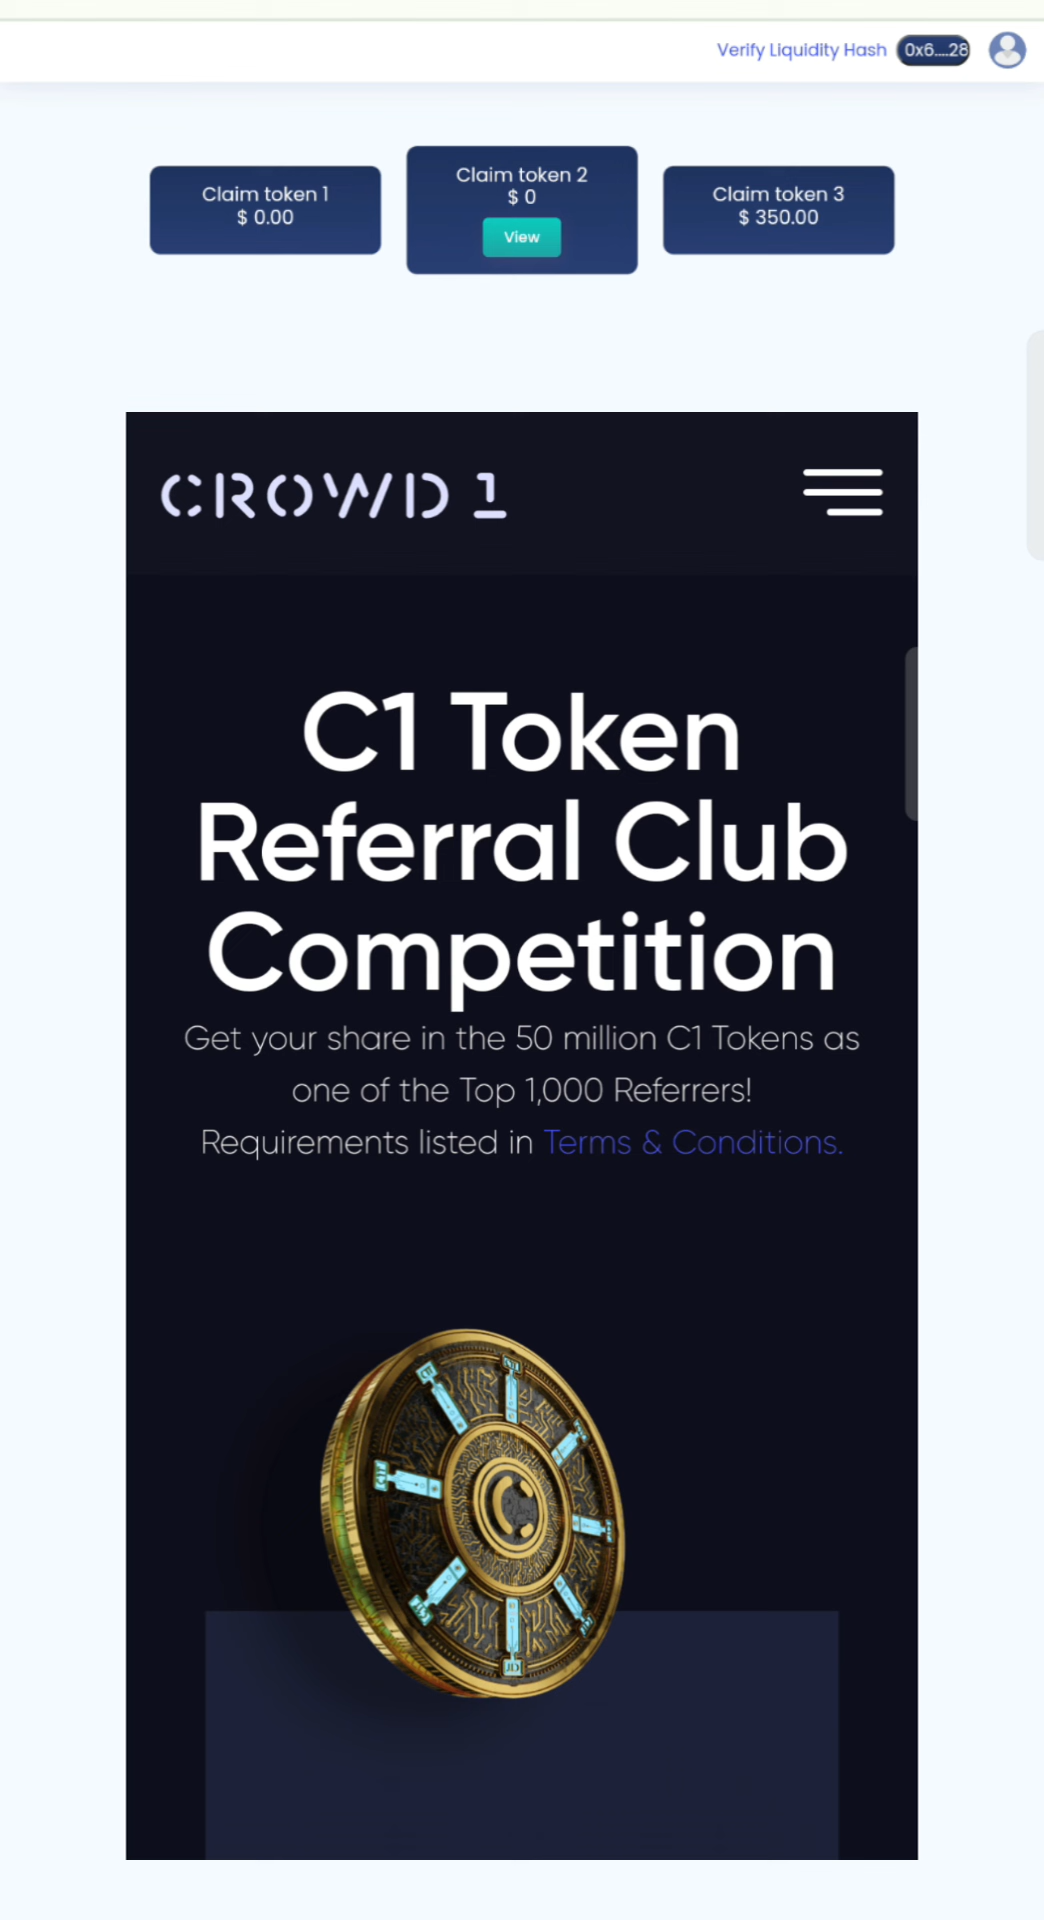 Verify Liquidity Hash 0x6....28
Claim token 1
$ 0.00
Claim token 2
$ 0
View
Claim token 3
$ 350.00
CROWD 1
C1 Token
Referral Club
Competition
Get your share in the 50 million C1 Tokens as
one of the Top 1,000 Referrers!
Requirements listed in Terms & Conditions.